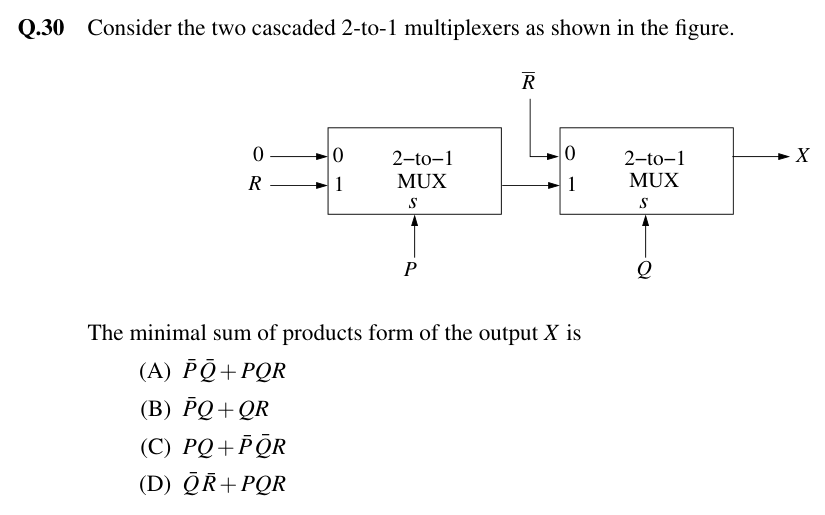 Q.30 Consider the two cascaded 2-to-1 multiplexers as shown in the figure.
R̅
0 0 2–to–1 0 2–to–1 X
R 1 MUX 1 MUX
s s
P Q
The minimal sum of products form of the output X is
(A) P̄ Q̄ + PQR
(B) P̄Q + QR
(C) PQ + P̄ Q̄R
(D) Q̄ R̄ + PQR